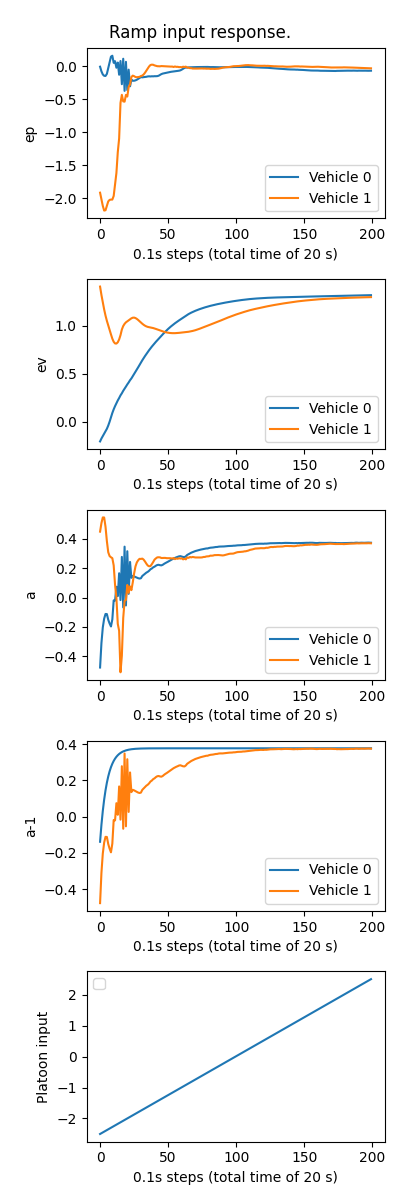 Ramp input response.
0.0
−0.5
−1.0
−1.5
−2.0
ep
Vehicle 0
Vehicle 1
0 50 100 150 200
0.1s steps (total time of 20 s)
1.0
0.5
0.0
ev
Vehicle 0
Vehicle 1
0 50 100 150 200
0.1s steps (total time of 20 s)
0.4
0.2
0.0
−0.2
−0.4
a
Vehicle 0
Vehicle 1
0 50 100 150 200
0.1s steps (total time of 20 s)
0.4
0.2
0.0
−0.2
−0.4
a-1
Vehicle 0
Vehicle 1
0 50 100 150 200
0.1s steps (total time of 20 s)
2
1
0
−1
−2
Platoon input
0 50 100 150 200
0.1s steps (total time of 20 s)